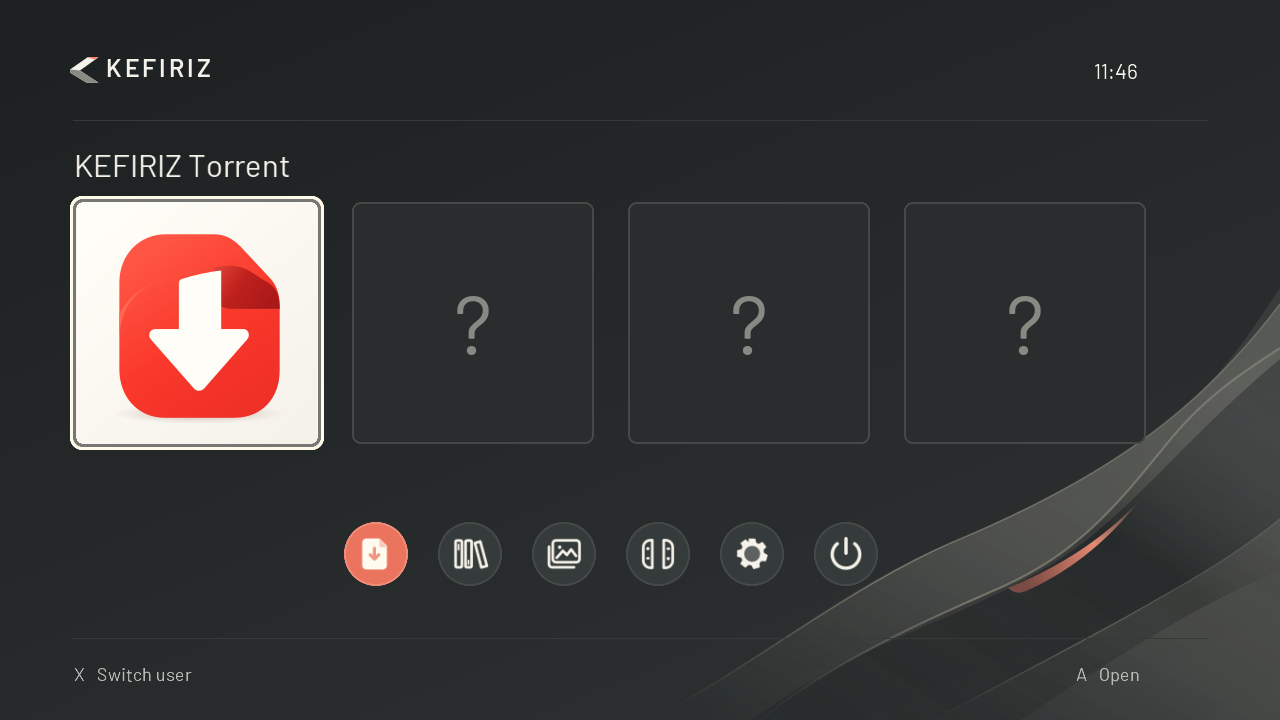 KEFIRIZ
11:46
KEFIRIZ Torrent
? ? ?
X Switch user
A Open